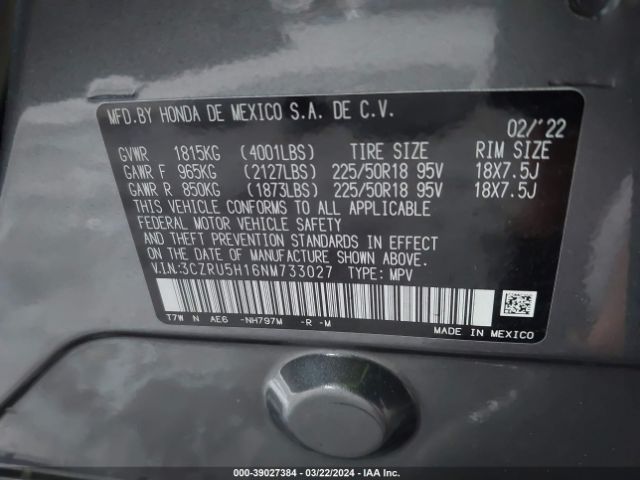 MFD.BY HONDA DE MEXICO S.A. DE C.V.
02/'22
GVWR 1815KG (4001LBS) TIRE SIZE RIM SIZE
GAWR F 965KG (2127LBS) 225/50R18 95V 18X7.5J
GAWR R 850KG (1873LBS) 225/50R18 95V 18X7.5J
THIS VEHICLE CONFORMS TO ALL APPLICABLE
FEDERAL MOTOR VEHICLE SAFETY
AND THEFT PREVENTION STANDARDS IN EFFECT
ON THE DATE OF MANUFACTURE SHOWN ABOVE.
V.I.N:3CZRU5H16NM733027 TYPE: MPV
T7W N AE6 -NH797M -R -M
MADE IN MEXICO
000-39027384 - 03/22/2024 - IAA Inc.